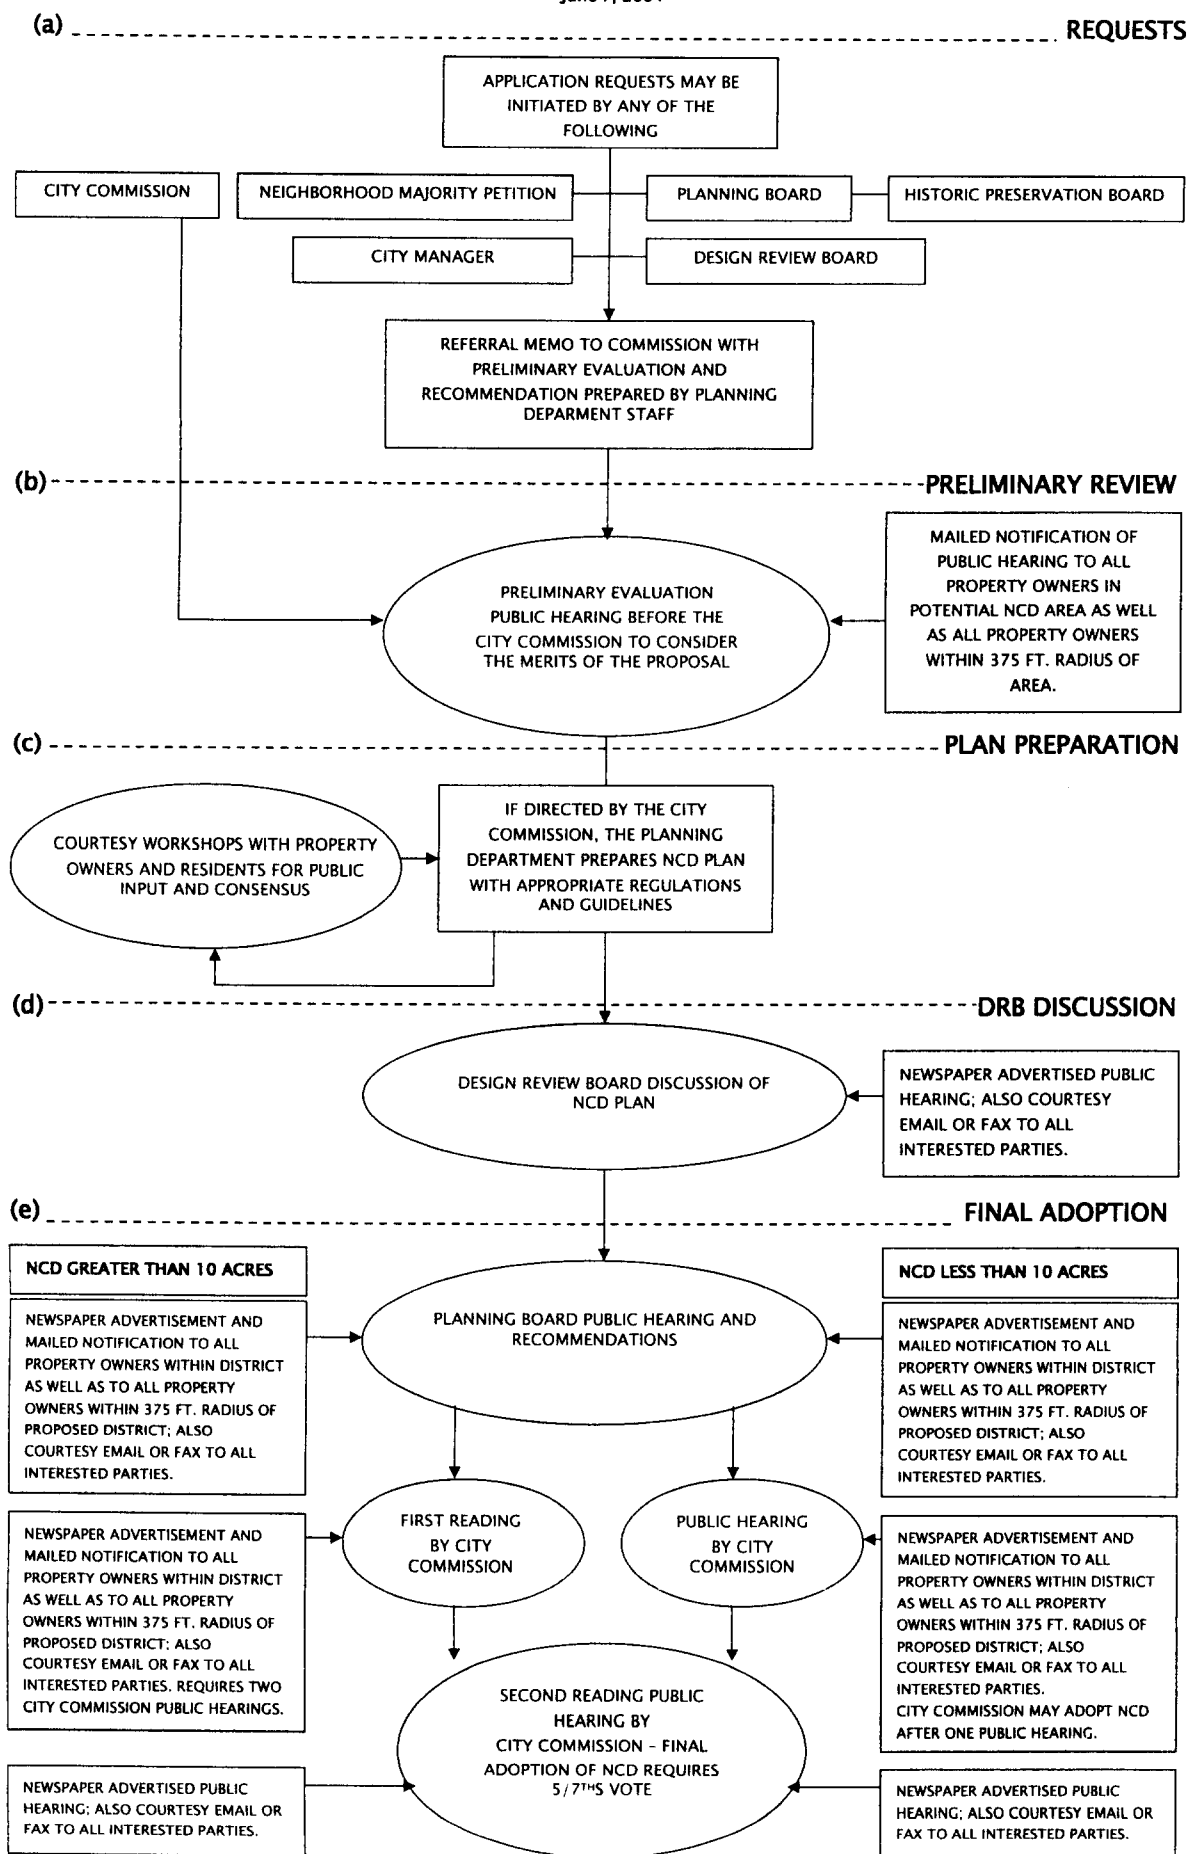 (a)
REQUESTS
APPLICATION REQUESTS MAY BE
INITIATED BY ANY OF THE
FOLLOWING
CITY COMMISSION
NEIGHBORHOOD MAJORITY PETITION
PLANNING BOARD
HISTORIC PRESERVATION BOARD
CITY MANAGER
DESIGN REVIEW BOARD
REFERRAL MEMO TO COMMISSION WITH
PRELIMINARY EVALUATION AND
RECOMMENDATION PREPARED BY PLANNING
DEPARMENT STAFF
(b)
PRELIMINARY REVIEW
PRELIMINARY EVALUATION
PUBLIC HEARING BEFORE THE
CITY COMMISSION TO CONSIDER
THE MERITS OF THE PROPOSAL
MAILED NOTIFICATION OF
PUBLIC HEARING TO ALL
PROPERTY OWNERS IN
POTENTIAL NCD AREA AS WELL
AS ALL PROPERTY OWNERS
WITHIN 375 FT. RADIUS OF
AREA.
(c)
PLAN PREPARATION
COURTESY WORKSHOPS WITH PROPERTY
OWNERS AND RESIDENTS FOR PUBLIC
INPUT AND CONSENSUS
IF DIRECTED BY THE CITY
COMMISSION, THE PLANNING
DEPARTMENT PREPARES NCD PLAN
WITH APPROPRIATE REGULATIONS
AND GUIDELINES
(d)
DRB DISCUSSION
DESIGN REVIEW BOARD DISCUSSION OF
NCD PLAN
NEWSPAPER ADVERTISED PUBLIC
HEARING; ALSO COURTESY
EMAIL OR FAX TO ALL
INTERESTED PARTIES.
(e)
FINAL ADOPTION
NCD GREATER THAN 10 ACRES
NCD LESS THAN 10 ACRES
NEWSPAPER ADVERTISEMENT AND
MAILED NOTIFICATION TO ALL
PROPERTY OWNERS WITHIN DISTRICT
AS WELL AS TO ALL PROPERTY
OWNERS WITHIN 375 FT. RADIUS OF
PROPOSED DISTRICT; ALSO
COURTESY EMAIL OR FAX TO ALL
INTERESTED PARTIES.
PLANNING BOARD PUBLIC HEARING AND
RECOMMENDATIONS
NEWSPAPER ADVERTISEMENT AND
MAILED NOTIFICATION TO ALL
PROPERTY OWNERS WITHIN DISTRICT
AS WELL AS TO ALL PROPERTY
OWNERS WITHIN 375 FT. RADIUS OF
PROPOSED DISTRICT; ALSO
COURTESY EMAIL OR FAX TO ALL
INTERESTED PARTIES.
NEWSPAPER ADVERTISEMENT AND
MAILED NOTIFICATION TO ALL
PROPERTY OWNERS WITHIN DISTRICT
AS WELL AS TO ALL PROPERTY
OWNERS WITHIN 375 FT. RADIUS OF
PROPOSED DISTRICT; ALSO
COURTESY EMAIL OR FAX TO ALL
INTERESTED PARTIES. REQUIRES TWO
CITY COMMISSION PUBLIC HEARINGS.
FIRST READING
BY CITY
COMMISSION
PUBLIC HEARING
BY CITY
COMMISSION
NEWSPAPER ADVERTISEMENT AND
MAILED NOTIFICATION TO ALL
PROPERTY OWNERS WITHIN DISTRICT
AS WELL AS TO ALL PROPERTY
OWNERS WITHIN 375 FT. RADIUS OF
PROPOSED DISTRICT; ALSO
COURTESY EMAIL OR FAX TO ALL
INTERESTED PARTIES.
CITY COMMISSION MAY ADOPT NCD
AFTER ONE PUBLIC HEARING.
SECOND READING PUBLIC
HEARING BY
CITY COMMISSION – FINAL
ADOPTION OF NCD REQUIRES
5/7THS VOTE
NEWSPAPER ADVERTISED PUBLIC
HEARING; ALSO COURTESY EMAIL OR
FAX TO ALL INTERESTED PARTIES.
NEWSPAPER ADVERTISED PUBLIC
HEARING; ALSO COURTESY EMAIL OR
FAX TO ALL INTERESTED PARTIES.